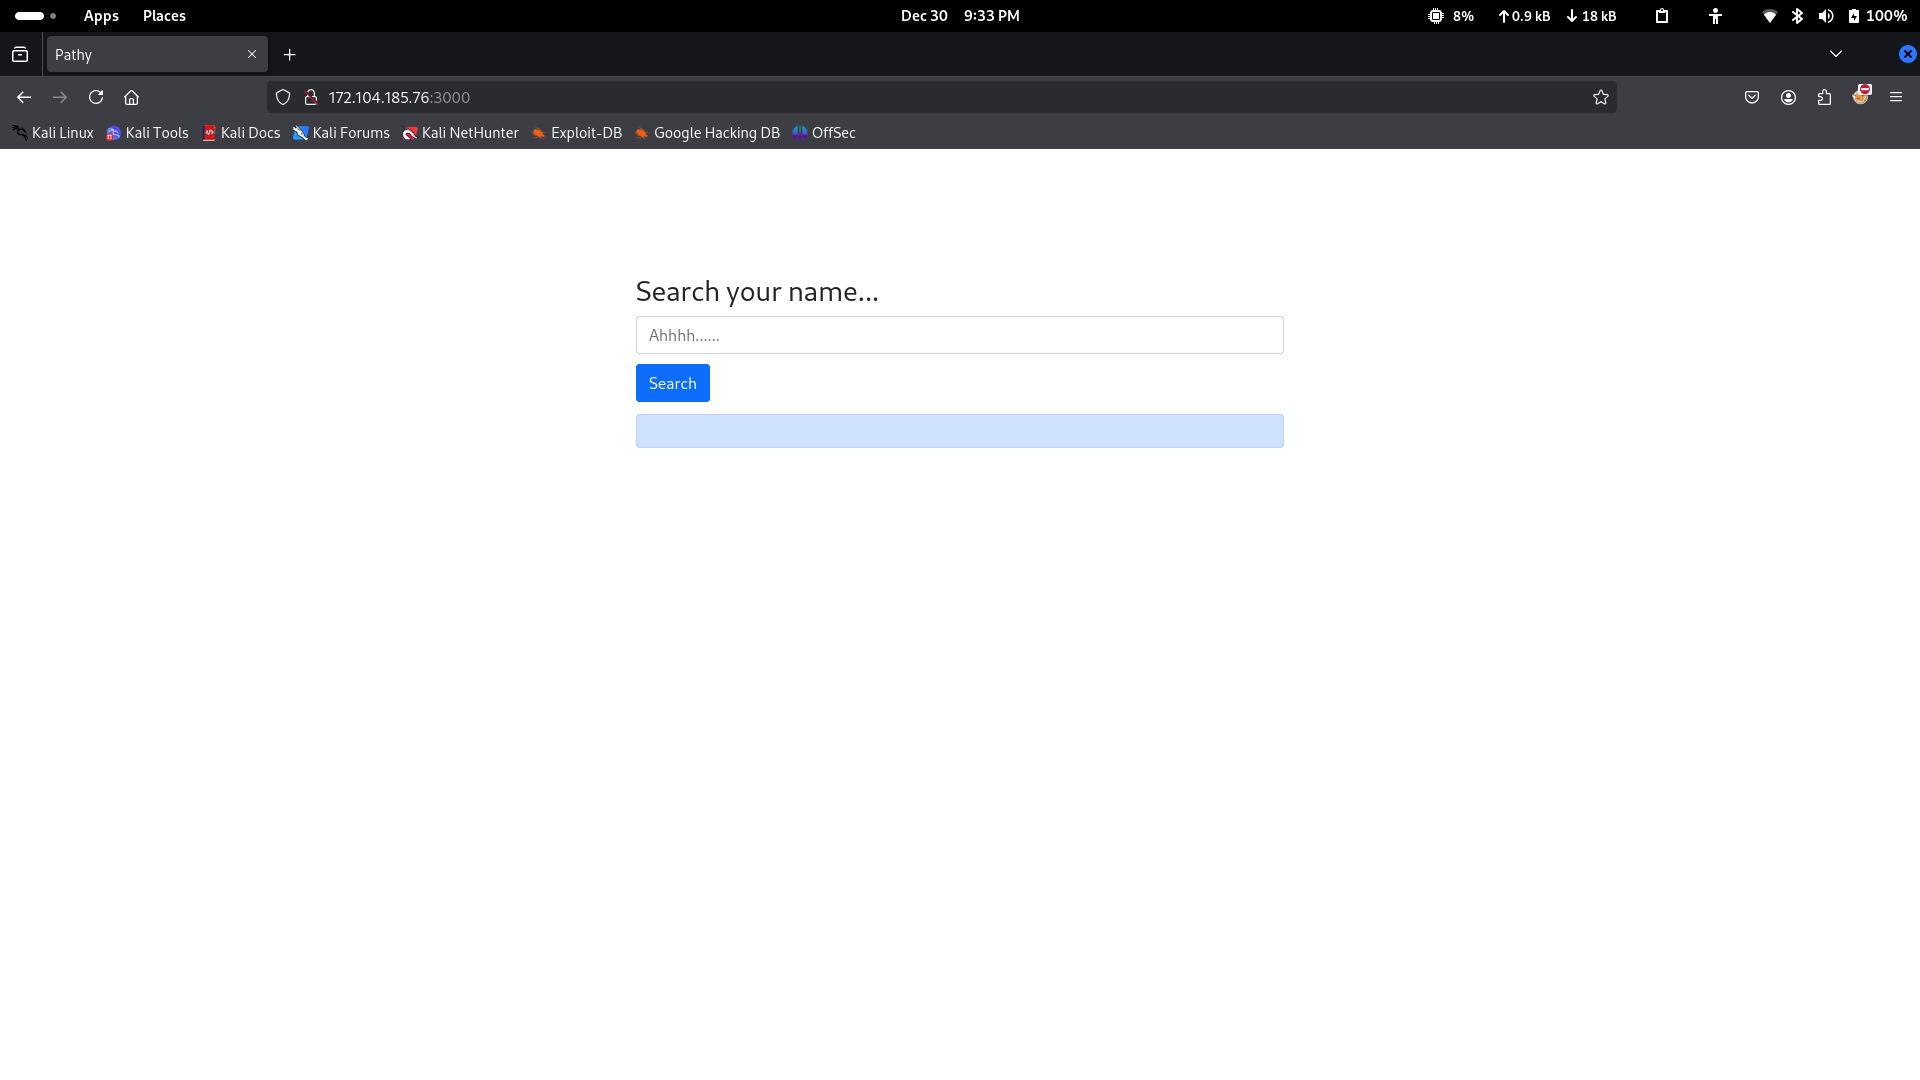 Apps Places Dec 30 9:33 PM 8% 0.9 kB 18 kB 100%
Pathy
172.104.185.76:3000
Kali Linux Kali Tools Kali Docs Kali Forums Kali NetHunter Exploit-DB Google Hacking DB OffSec
Search your name...
Ahhhh......
Search